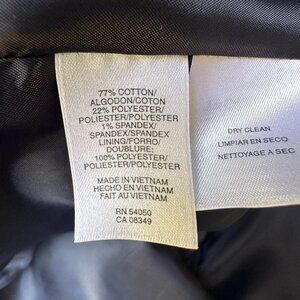 77% COTTON/
ALGODON/COTON
22% POLYESTER/
POLIESTER/POLYESTER
1% SPANDEX/
SPANDEX/SPANDEX
LINING/FORRO/
DOUBLURE:
100% POLYESTER/
POLIESTER/POLYESTER
MADE IN VIETNAM
HECHO EN VIETNAM
FAIT AU VIETNAM
RN 54050
CA 08349
DRY CLEAN
LIMPIAR EN SECO
NETTOYAGE A SEC